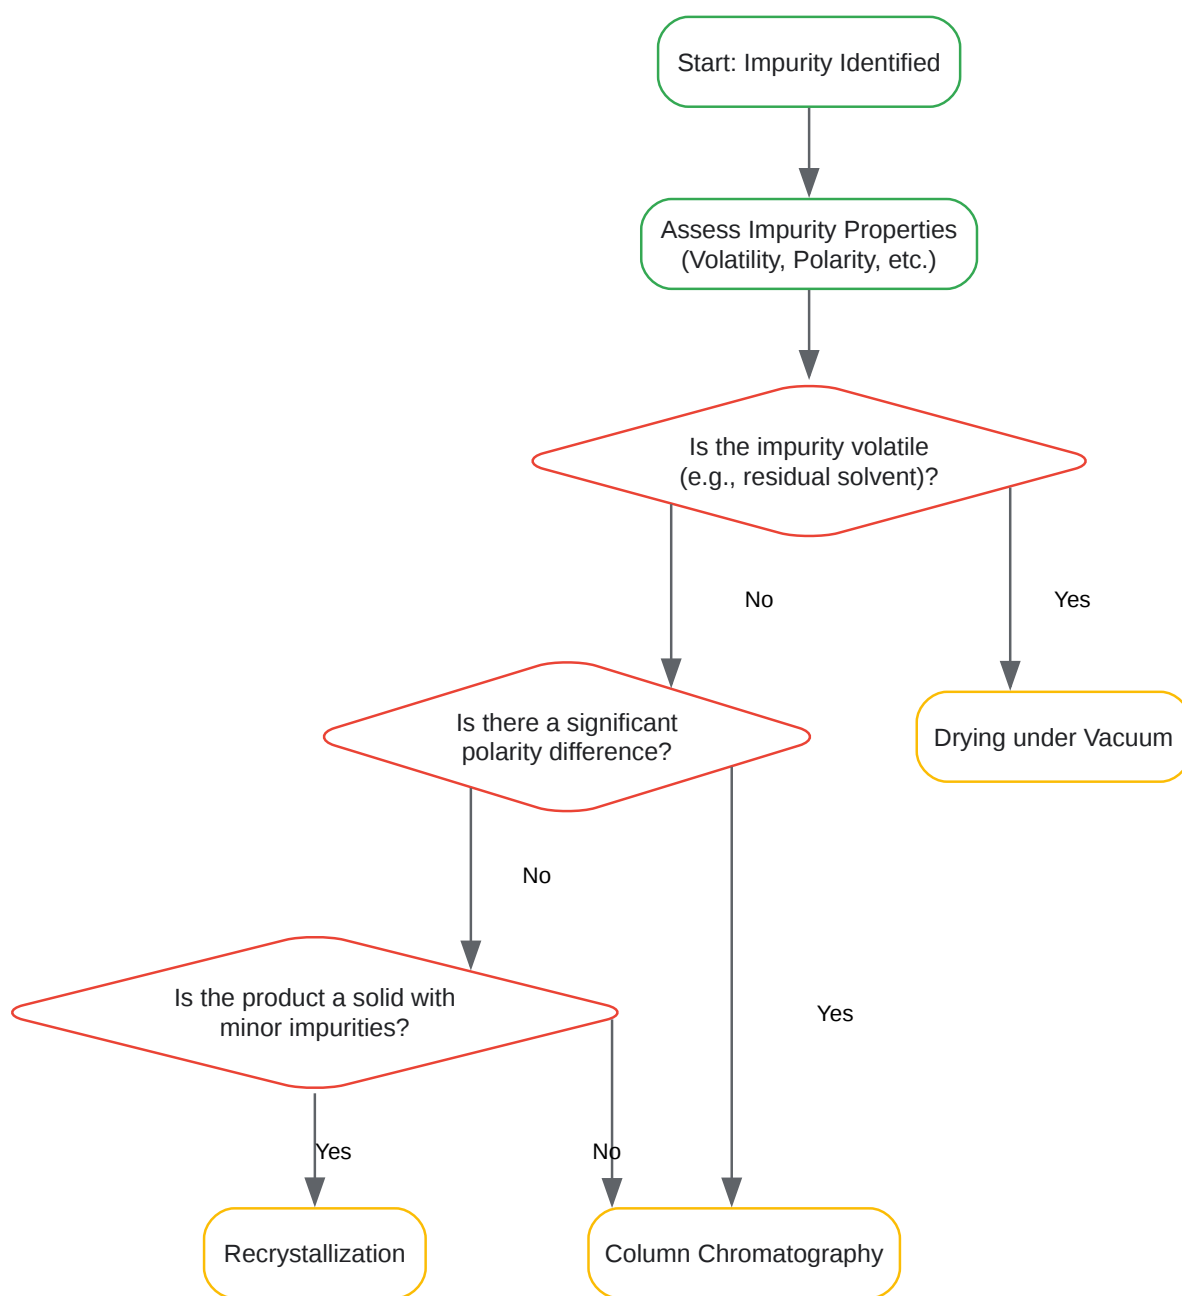 Start: Impurity Identified
Assess Impurity Properties
(Volatility, Polarity, etc.)
Is the impurity volatile
(e.g., residual solvent)?
No
Yes
Is there a significant
polarity difference?
Drying under Vacuum
No
Is the product a solid with
minor impurities?
Yes
Yes
No
Recrystallization
Column Chromatography